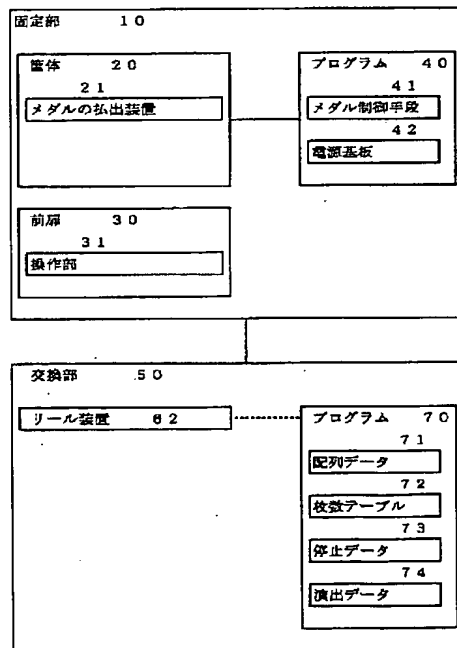 固定部 10
筐体 20
21
メダルの払出装置
プログラム 40
41
メダル制御手段
42
電源基板
前扉 30
31
操作部
交換部 50
リール装置 62
プログラム 70
71
配列データ
72
枚数テーブル
73
停止データ
74
演出データ